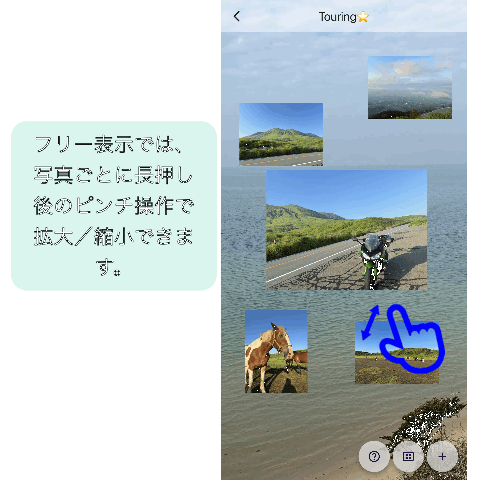 Touring⭐
フリー表示では、
写真ごとに長押し
後のピンチ操作で
拡大／縮小できま
す。